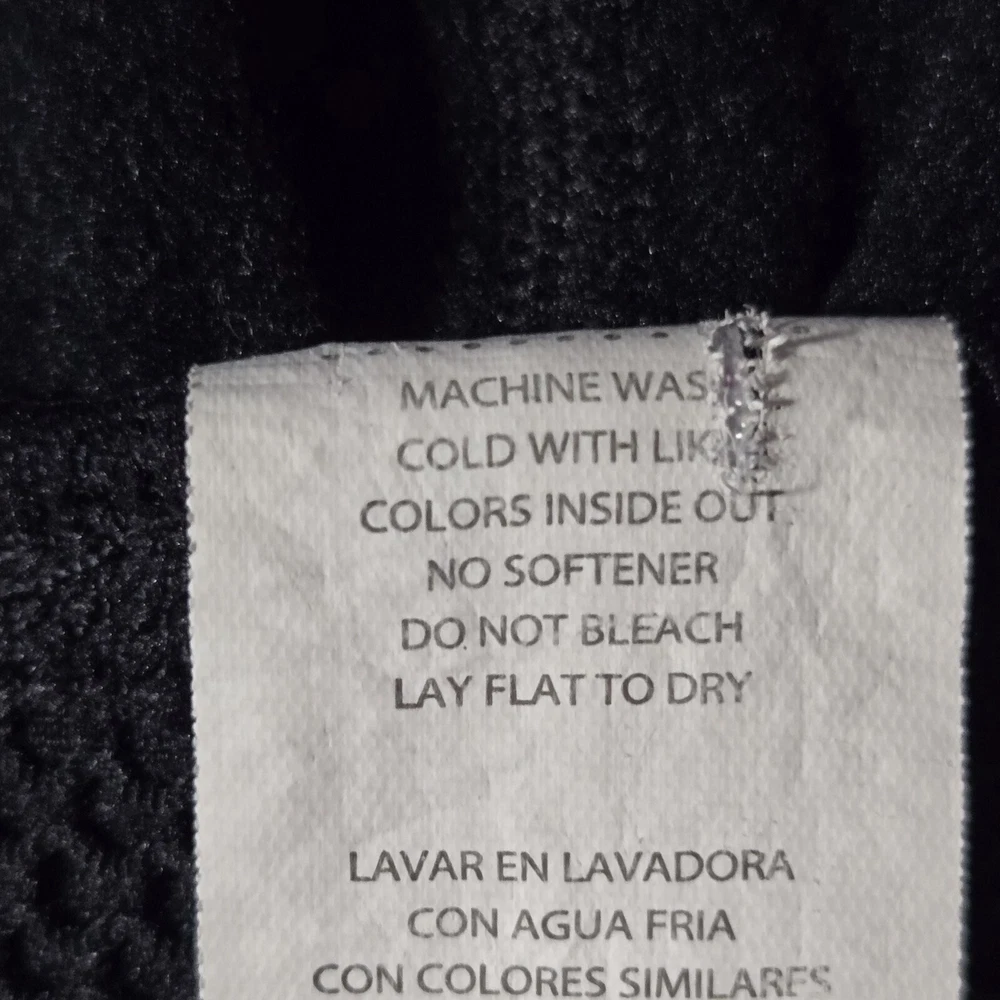 MACHINE WAS
COLD WITH LIK
COLORS INSIDE OUT
NO SOFTENER
DO NOT BLEACH
LAY FLAT TO DRY
LAVAR EN LAVADORA
CON AGUA FRIA
CON COLORES SIMILARES